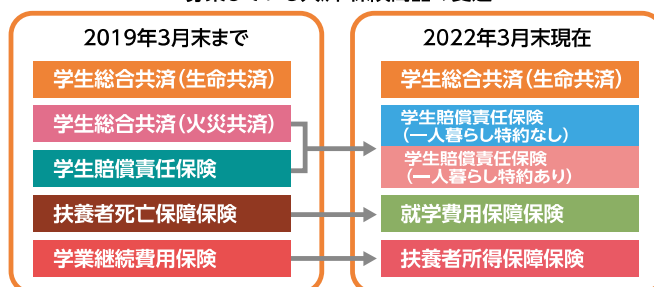 2019年3月末まで
学生総合共済（生命共済）
学生総合共済（火災共済）
学生賠償責任保険
扶養者死亡保障保険
学業継続費用保険
2022年3月末現在
学生総合共済（生命共済）
学生賠償責任保険
（一人暮らし特約なし）
学生賠償責任保険
（一人暮らし特約あり）
就学費用保障保険
扶養者所得保障保険